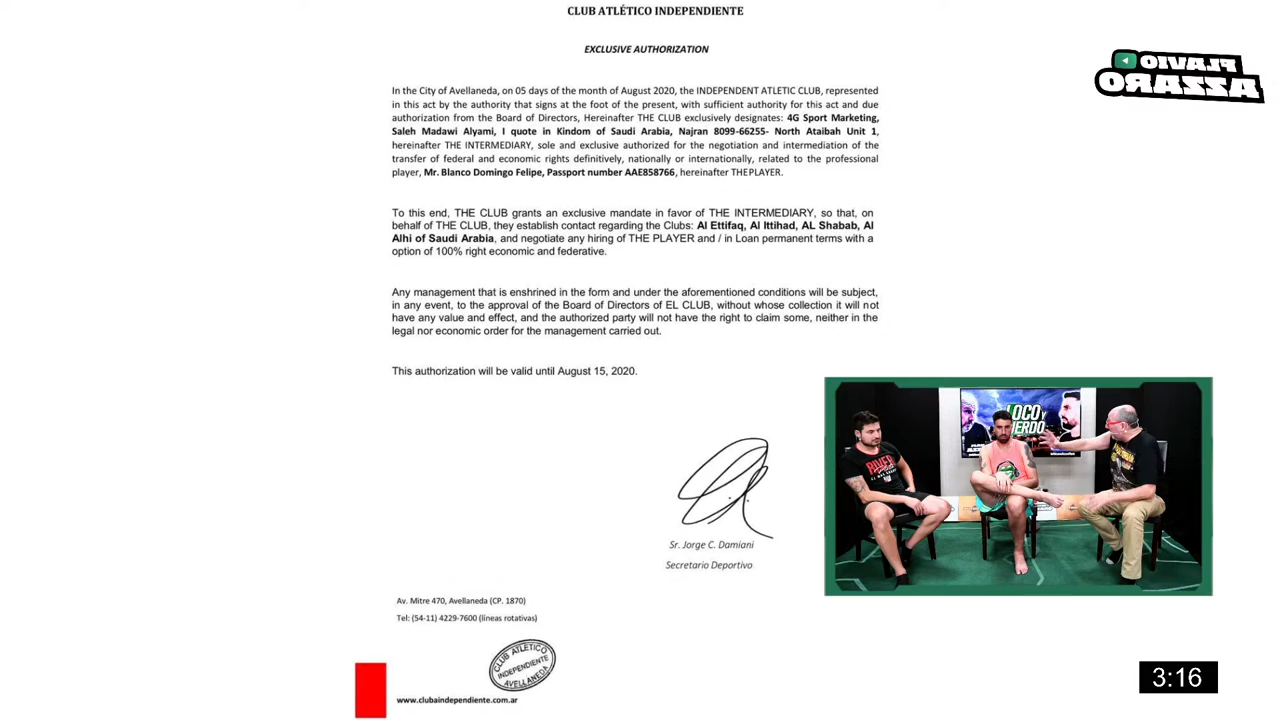 CLUB ATLÉTICO INDEPENDIENTE
EXCLUSIVE AUTHORIZATION
In the City of Avellaneda, on 05 days of the month of August 2020, the INDEPENDENT ATLETIC CLUB, represented
in this act by the authority that signs at the foot of the present, with sufficient authority for this act and due
authorization from the Board of Directors, Hereinafter THE CLUB exclusively designates: 4G Sport Marketing,
Saleh Madawi Alyami, I quote in Kindom of Saudi Arabia, Najran 8099-66255- North Ataibah Unit 1,
hereinafter THE INTERMEDIARY, sole and exclusive authorized for the negotiation and intermediation of the
transfer of federal and economic rights definitively, nationally or internationally, related to the professional
player, Mr. Blanco Domingo Felipe, Passport number AAE858766, hereinafter THEPLAYER.
To this end, THE CLUB grants an exclusive mandate in favor of THE INTERMEDIARY, so that, on
behalf of THE CLUB, they establish contact regarding the Clubs: Al Ettifaq, Al Ittihad, AL Shabab, Al
Alhi of Saudi Arabia, and negotiate any hiring of THE PLAYER and / in Loan permanent terms with a
option of 100% right economic and federative.
Any management that is enshrined in the form and under the aforementioned conditions will be subject,
in any event, to the approval of the Board of Directors of EL CLUB, without whose collection it will not
have any value and effect, and the authorized party will not have the right to claim some, neither in the
legal nor economic order for the management carried out.
This authorization will be valid until August 15, 2020.
Sr. Jorge C. Damiani
Secretario Deportivo
Av. Mitre 470, Avellaneda (CP. 1870)
Tel: (54-11) 4229-7600 (líneas rotativas)
CLUB ATLETICO
INDEPENDIENTE
AVELLANEDA
www.clubaindependiente.com.ar
FLAVIO
AZZARO
LOCO Y
RIVER
3:16